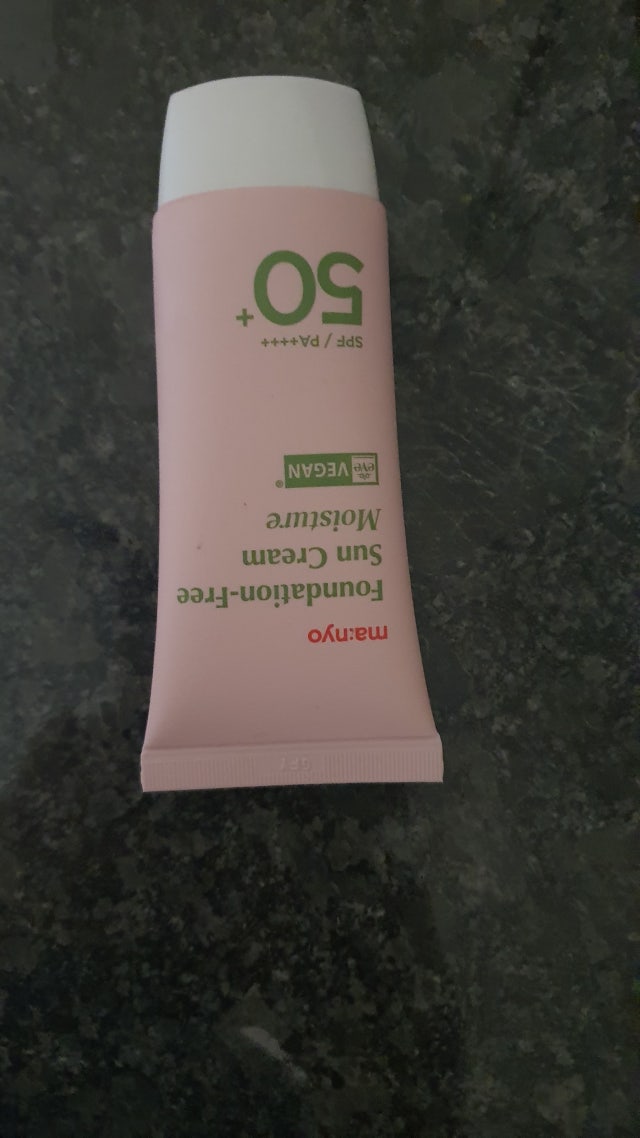 ma:nyo
Foundation-Free
Sun Cream
Moisture
eve VEGAN®
SPF / PA++++
50+